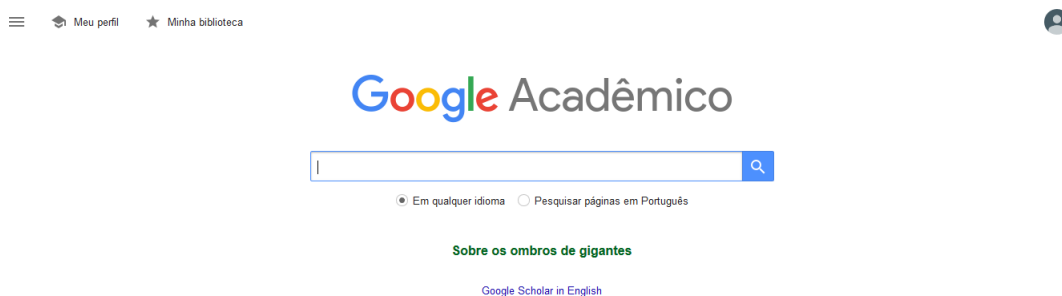 Meu perfil Minha biblioteca
Google Acadêmico
Em qualquer idioma Pesquisar páginas em Português
Sobre os ombros de gigantes
Google Scholar in English